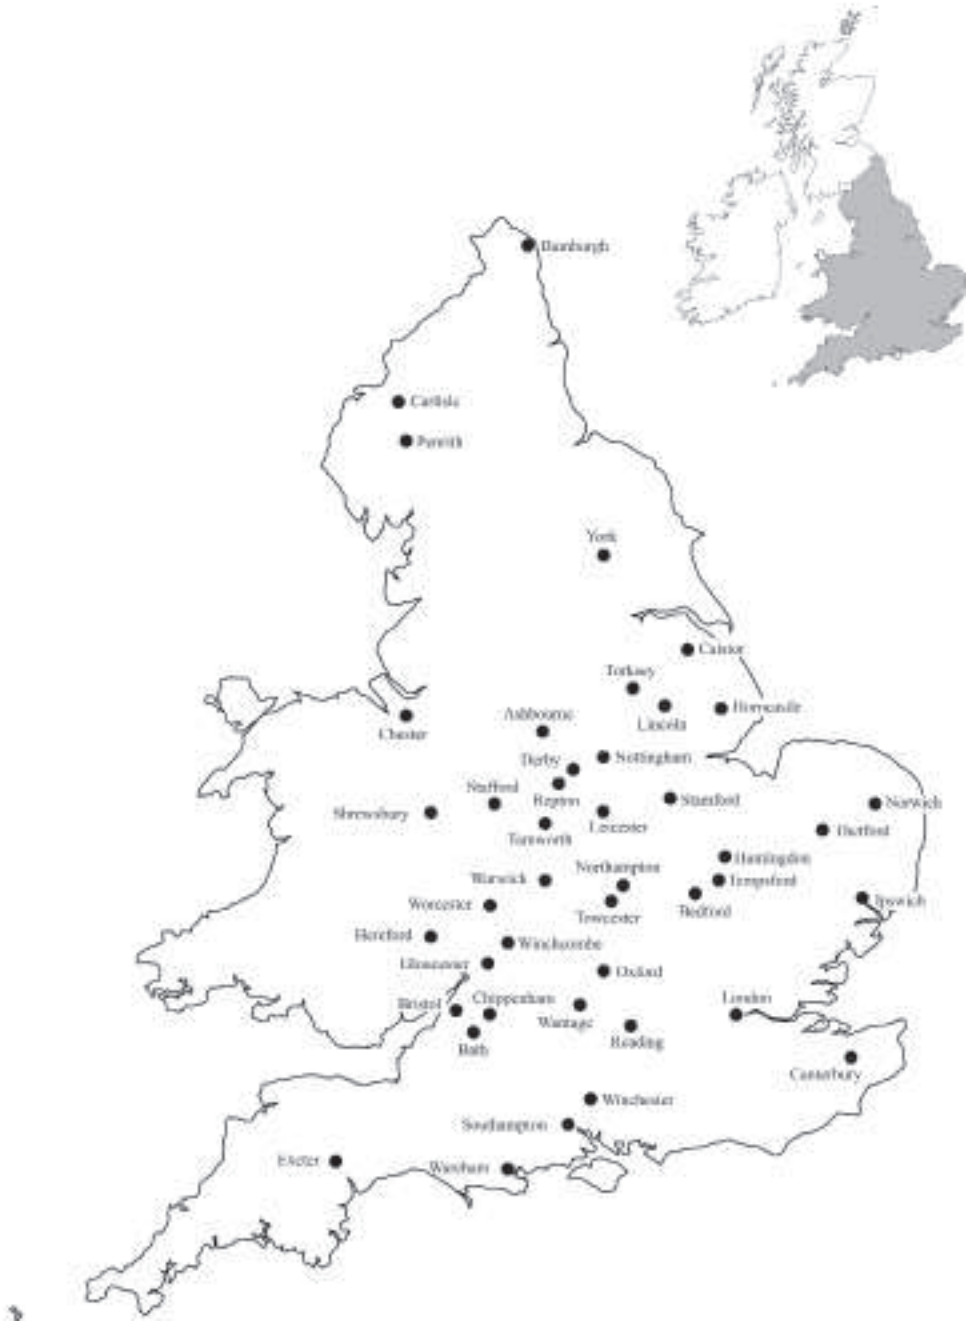 Bamburgh
Carlisle
Penrith
York
Caistor
Torksey
Lincoln
Horncastle
Chester
Ashbourne
Derby
Nottingham
Repton
Stafford
Shrewsbury
Tamworth
Leicester
Stamford
Norwich
Thetford
Huntingdon
Tempsford
Bedford
Northampton
Towcester
Warwick
Worcester
Ipswich
Hereford
Winchcombe
Gloucester
Oxford
Bristol
Chippenham
Wantage
London
Bath
Reading
Canterbury
Winchester
Southampton
Exeter
Wareham